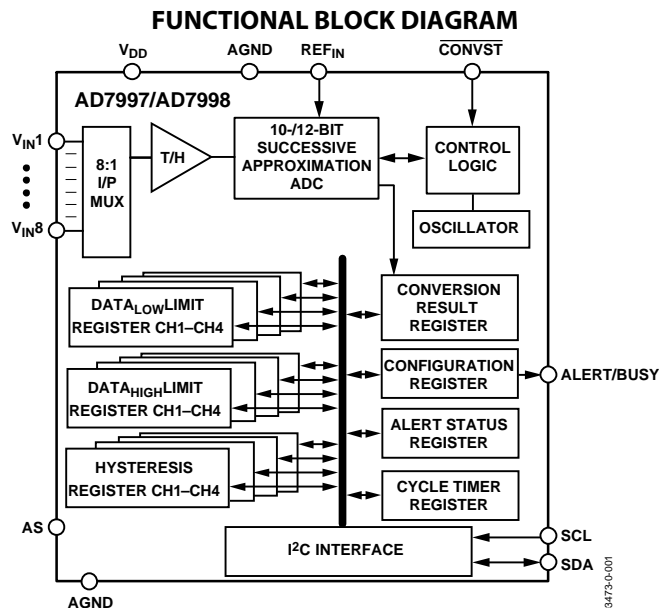 FUNCTIONAL BLOCK DIAGRAM
VDD
AGND
REFIN
CONVST
AD7997/AD7998
VIN1
VIN8
8:1
I/P
MUX
T/H
10-/12-BIT
SUCCESSIVE
APPROXIMATION
ADC
CONTROL
LOGIC
OSCILLATOR
DATALOWLIMIT
REGISTER CH1–CH4
CONVERSION
RESULT
REGISTER
DATAHIGHLIMIT
REGISTER CH1–CH4
CONFIGURATION
REGISTER
ALERT/BUSY
ALERT STATUS
REGISTER
HYSTERESIS
REGISTER CH1–CH4
CYCLE TIMER
REGISTER
AS
I2C INTERFACE
SCL
SDA
AGND
3473-0-001